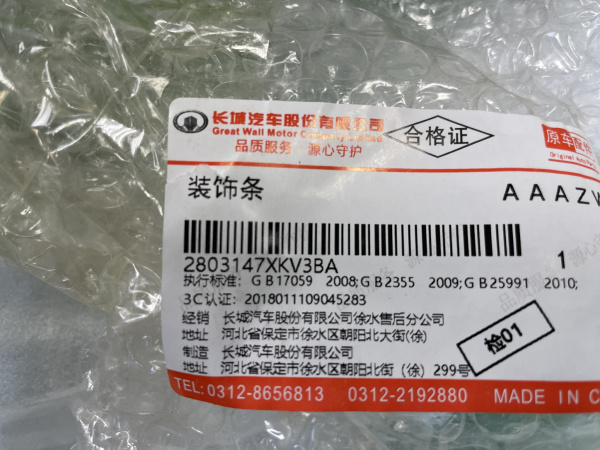 长城汽车股份有限公司
Great Wall Motor Company Limited
品质服务 源心守护
合格证
原车配件
装饰条
AAAZ
2803147XKV3BA
1
执行标准: GB17059 2008;GB2355 2009;GB25991 2010;
3C认证: 2018011109045283
经销 长城汽车股份有限公司徐水售后分公司
地址 河北省保定市徐水区朝阳北大街(徐)
制造 长城汽车股份有限公司
地址 河北省保定市徐水区朝阳北大街(徐)299号
检01
TEL:0312-8656813 0312-2192880 MADE IN C